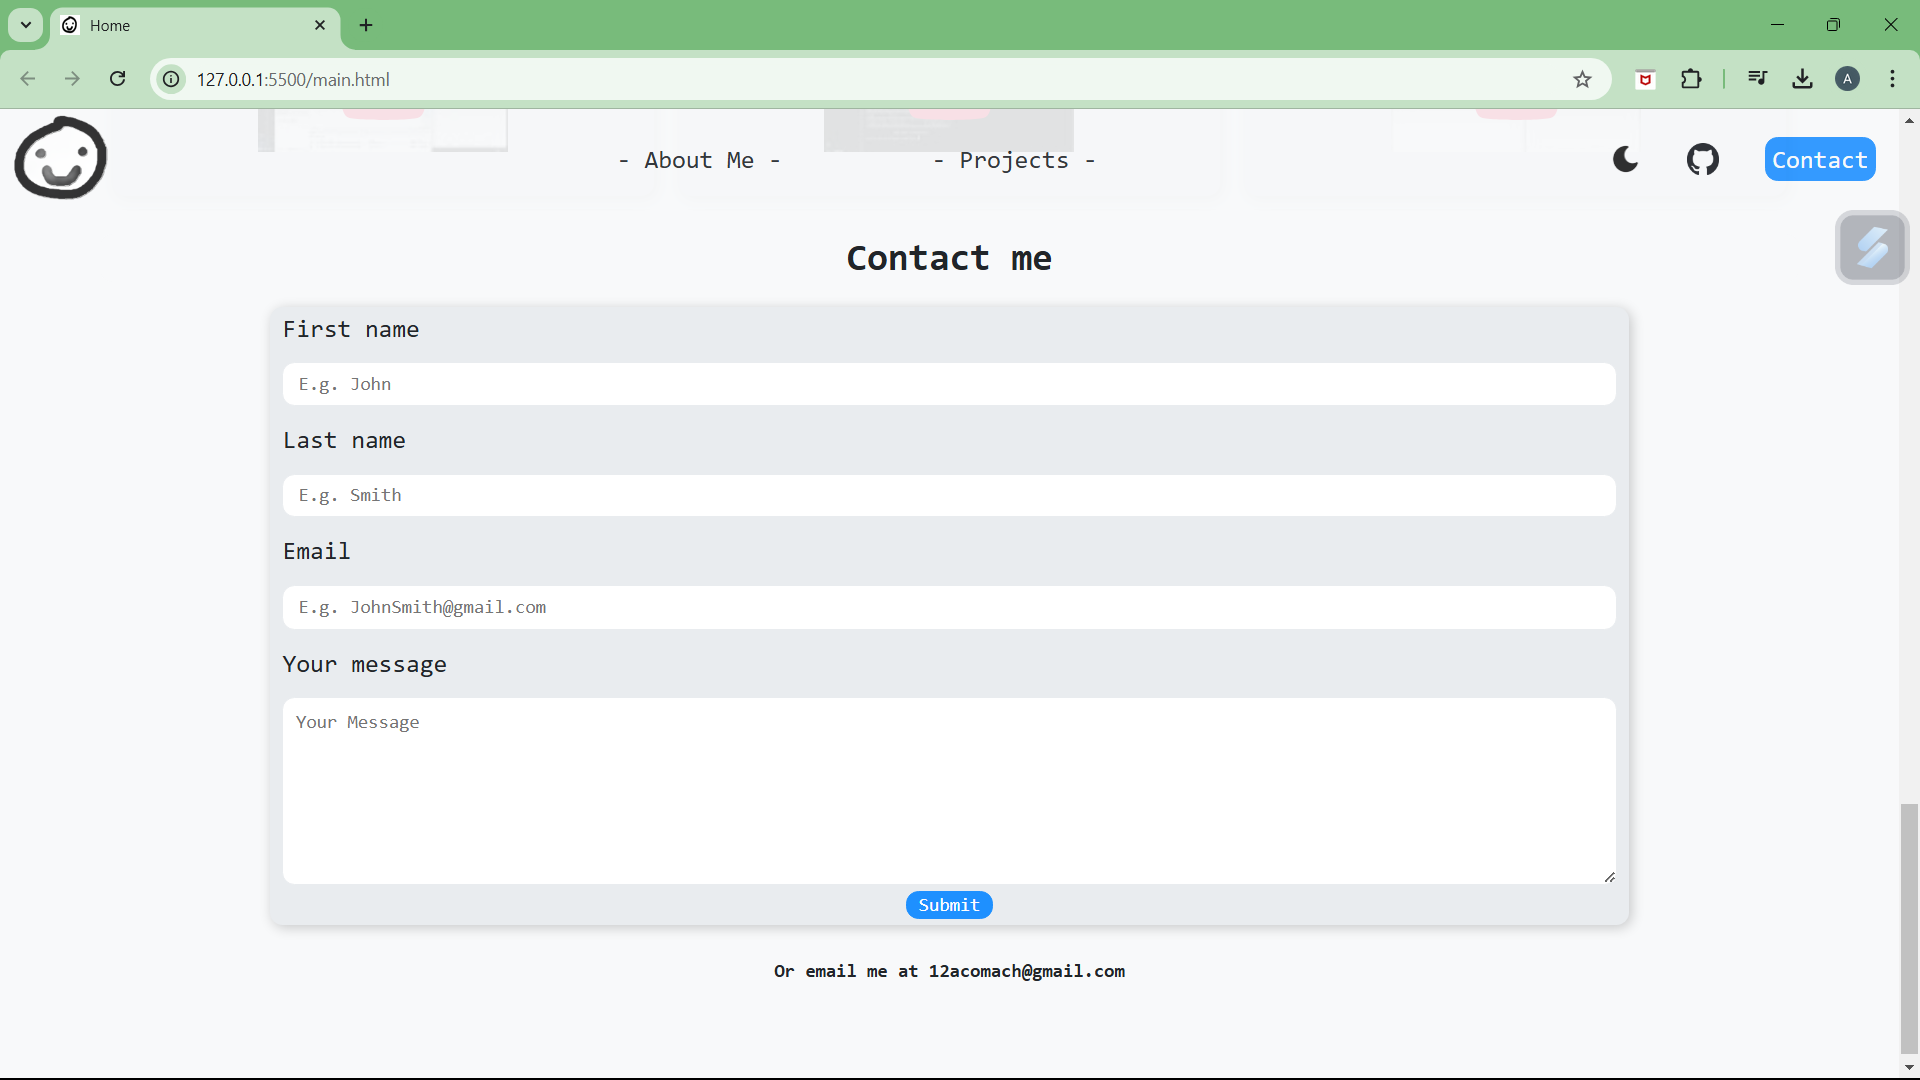 Home
127.0.0.1:5500/main.html
A
- About Me -
- Projects -
Contact
Contact me
First name
E.g. John
Last name
E.g. Smith
Email
E.g. JohnSmith@gmail.com
Your message
Your Message
Submit
Or email me at 12acomach@gmail.com